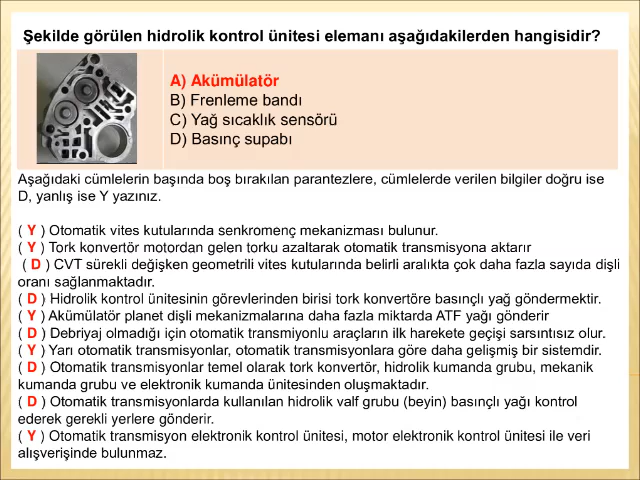 Şekilde görülen hidrolik kontrol ünitesi elemanı aşağıdakilerden hangisidir?
A) Akümülatör
B) Frenleme bandı
C) Yağ sıcaklık sensörü
D) Basınç supabı
Aşağıdaki cümlelerin başında boş bırakılan parantezlere, cümlelerde verilen bilgiler doğru ise
D, yanlış ise Y yazınız.
( Y ) Otomatik vites kutularında senkromenç mekanizması bulunur.
( Y ) Tork konvertör motordan gelen torku azaltarak otomatik transmisyona aktarır
( D ) CVT sürekli değişken geometrili vites kutularında belirli aralıkta çok daha fazla sayıda dişli
oranı sağlanmaktadır.
( D ) Hidrolik kontrol ünitesinin görevlerinden birisi tork konvertöre basınçlı yağ göndermektir.
( Y ) Akümülatör planet dişli mekanizmalarına daha fazla miktarda ATF yağı gönderir
( D ) Debriyaj olmadığı için otomatik transmiyonlu araçların ilk harekete geçişi sarsıntısız olur.
( Y ) Yarı otomatik transmisyonlar, otomatik transmisyonlara göre daha gelişmiş bir sistemdir.
( D ) Otomatik transmisyonlar temel olarak tork konvertör, hidrolik kumanda grubu, mekanik
kumanda grubu ve elektronik kumanda ünitesinden oluşmaktadır.
( D ) Otomatik transmisyonlarda kullanılan hidrolik valf grubu (beyin) basınçlı yağı kontrol
ederek gerekli yerlere gönderir.
( Y ) Otomatik transmisyon elektronik kontrol ünitesi, motor elektronik kontrol ünitesi ile veri
alışverişinde bulunmaz.